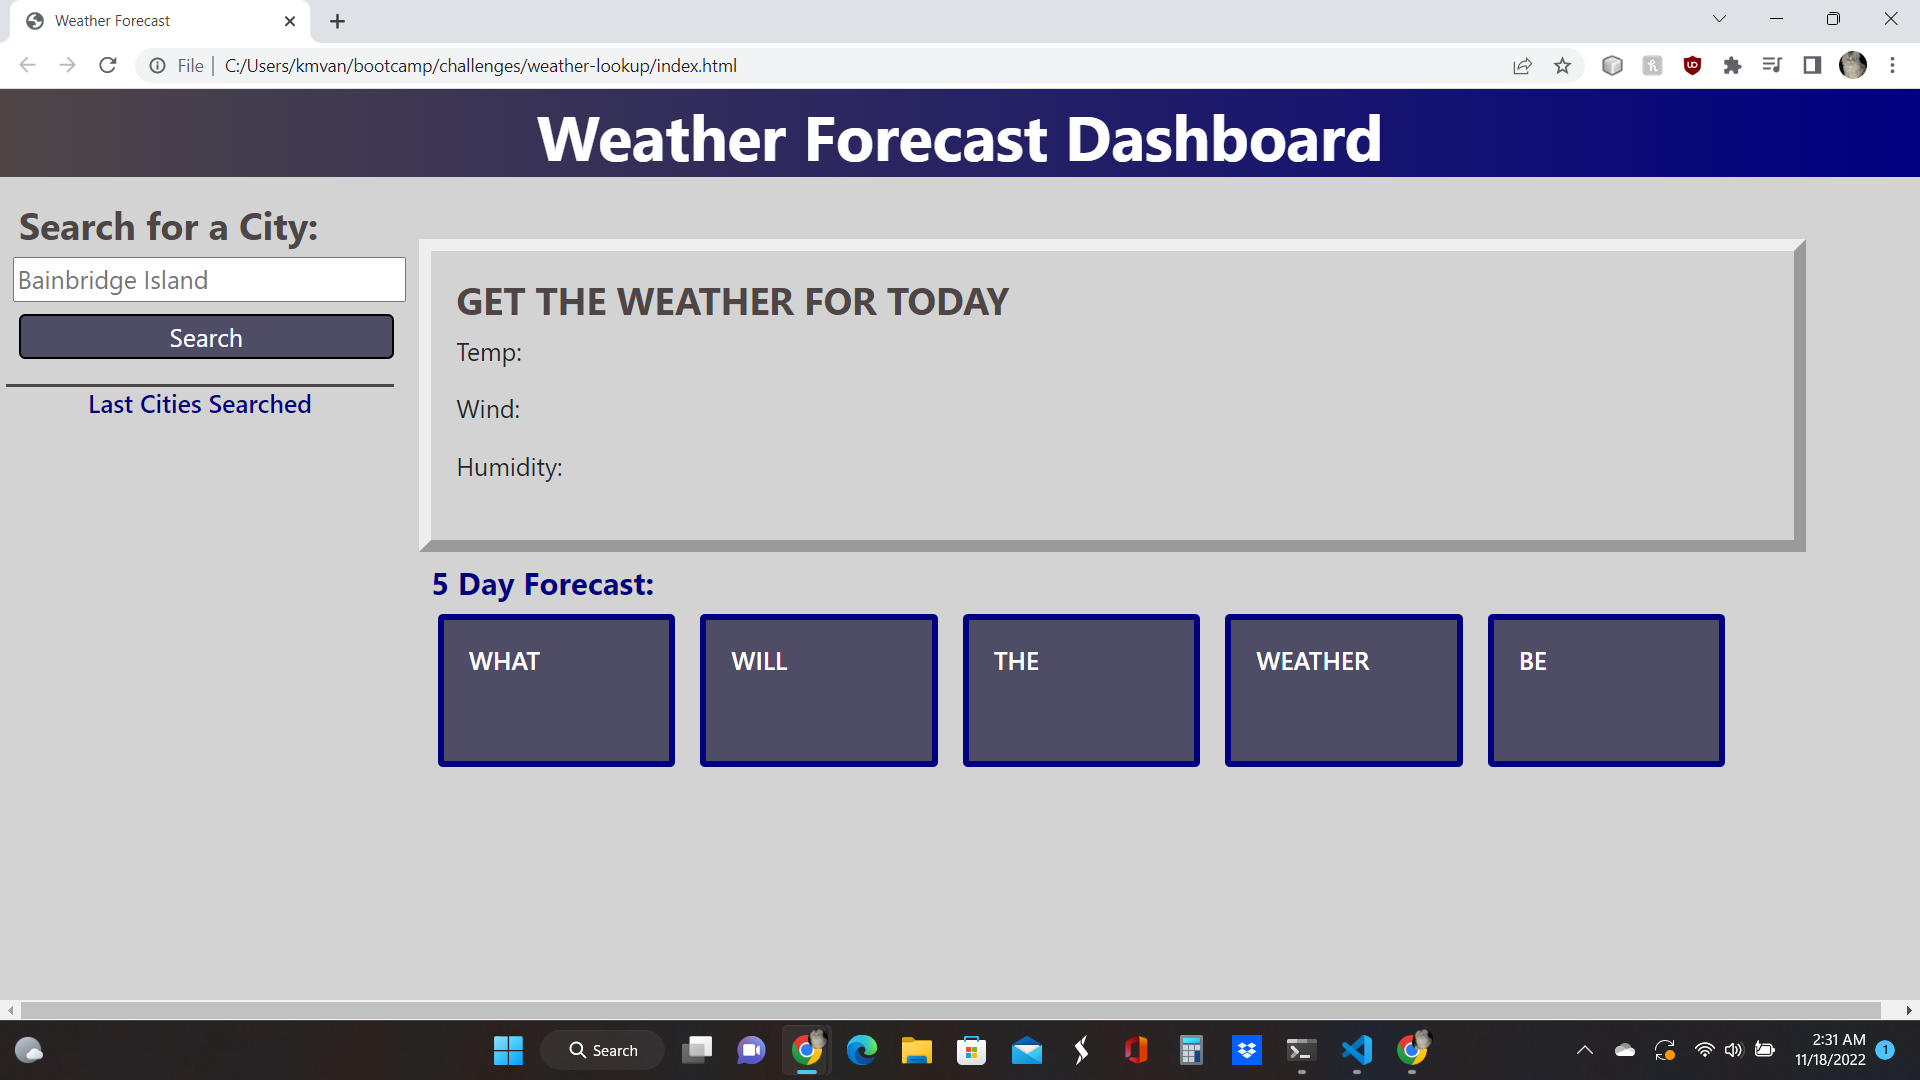 Weather Forecast
File
C:/Users/kmvan/bootcamp/challenges/weather-lookup/index.html
Weather Forecast Dashboard
Search for a City:
Bainbridge Island
Search
Last Cities Searched
GET THE WEATHER FOR TODAY
Temp:
Wind:
Humidity:
5 Day Forecast:
WHAT
WILL
THE
WEATHER
BE
Search
2:31 AM
11/18/2022
1